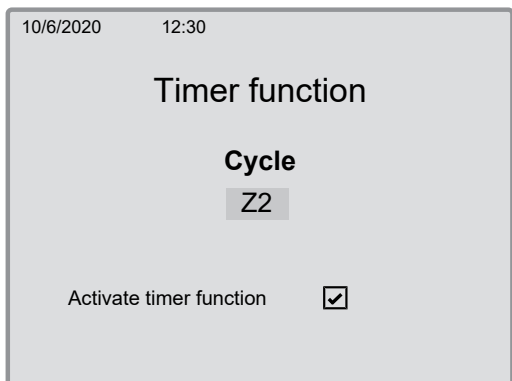 10/6/2020 12:30
Timer function
Cycle
Z2
Activate timer function